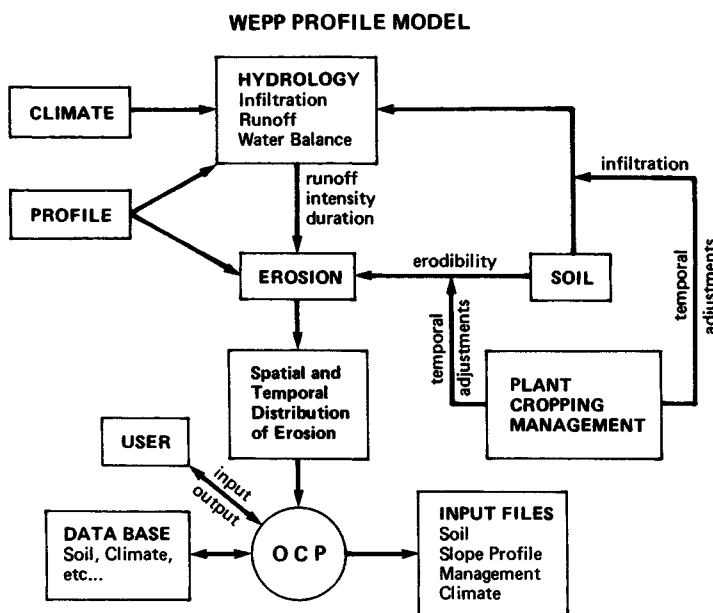 WEPP PROFILE MODEL
HYDROLOGY
Infiltration
Runoff
Water Balance
CLIMATE
infiltration
runoff
intensity
duration
PROFILE
erodibility
EROSION
SOIL
temporal
adjustments
temporal
adjustments
Spatial and
Temporal
Distribution
of Erosion
PLANT
CROPPING
MANAGEMENT
USER
input
output
DATA BASE
Soil, Climate,
etc...
OCP
INPUT FILES
Soil
Slope Profile
Management
Climate